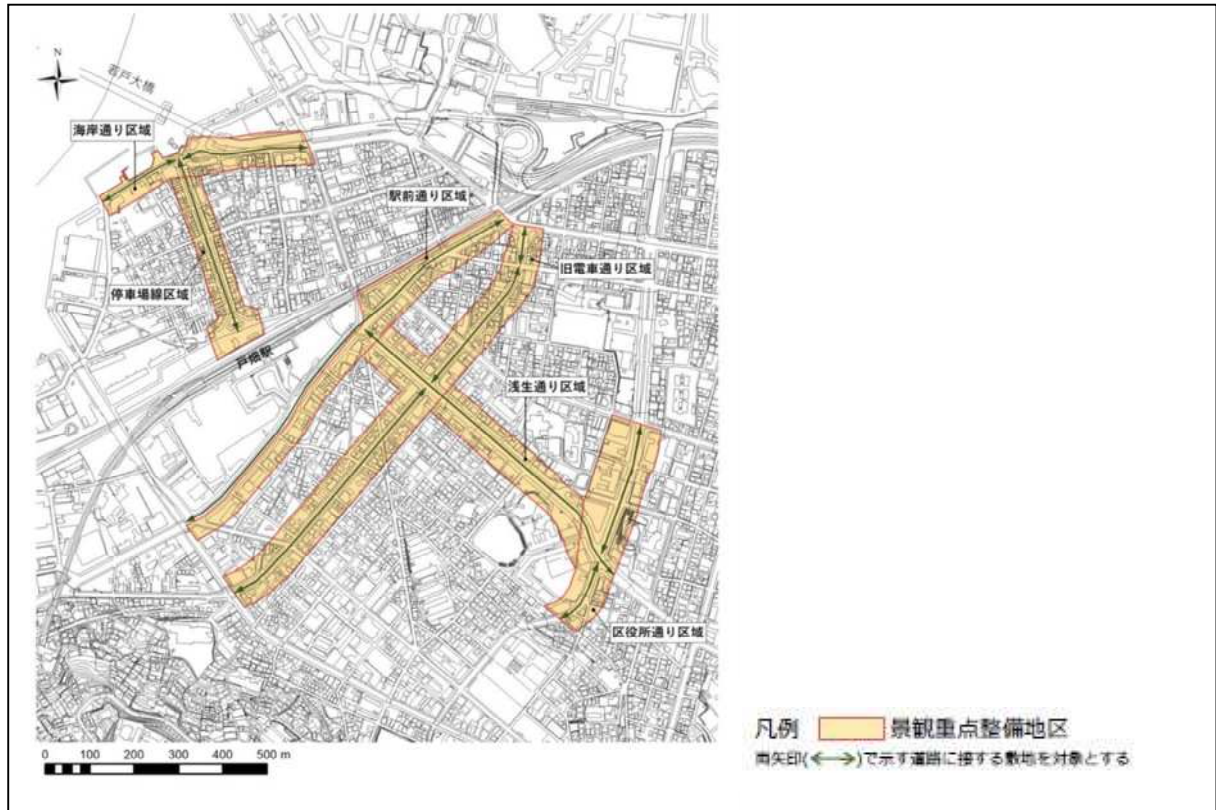 N
若戸大橋
海岸通り区域
駅前通り区域
旧電車通り区域
停車場線区域
戸畑駅
浅生通り区域
区役所通り区域
0 100 200 300 400 500 m
凡例 景観重点整備地区
両矢印(⟷)で示す道路に接する敷地を対象とする